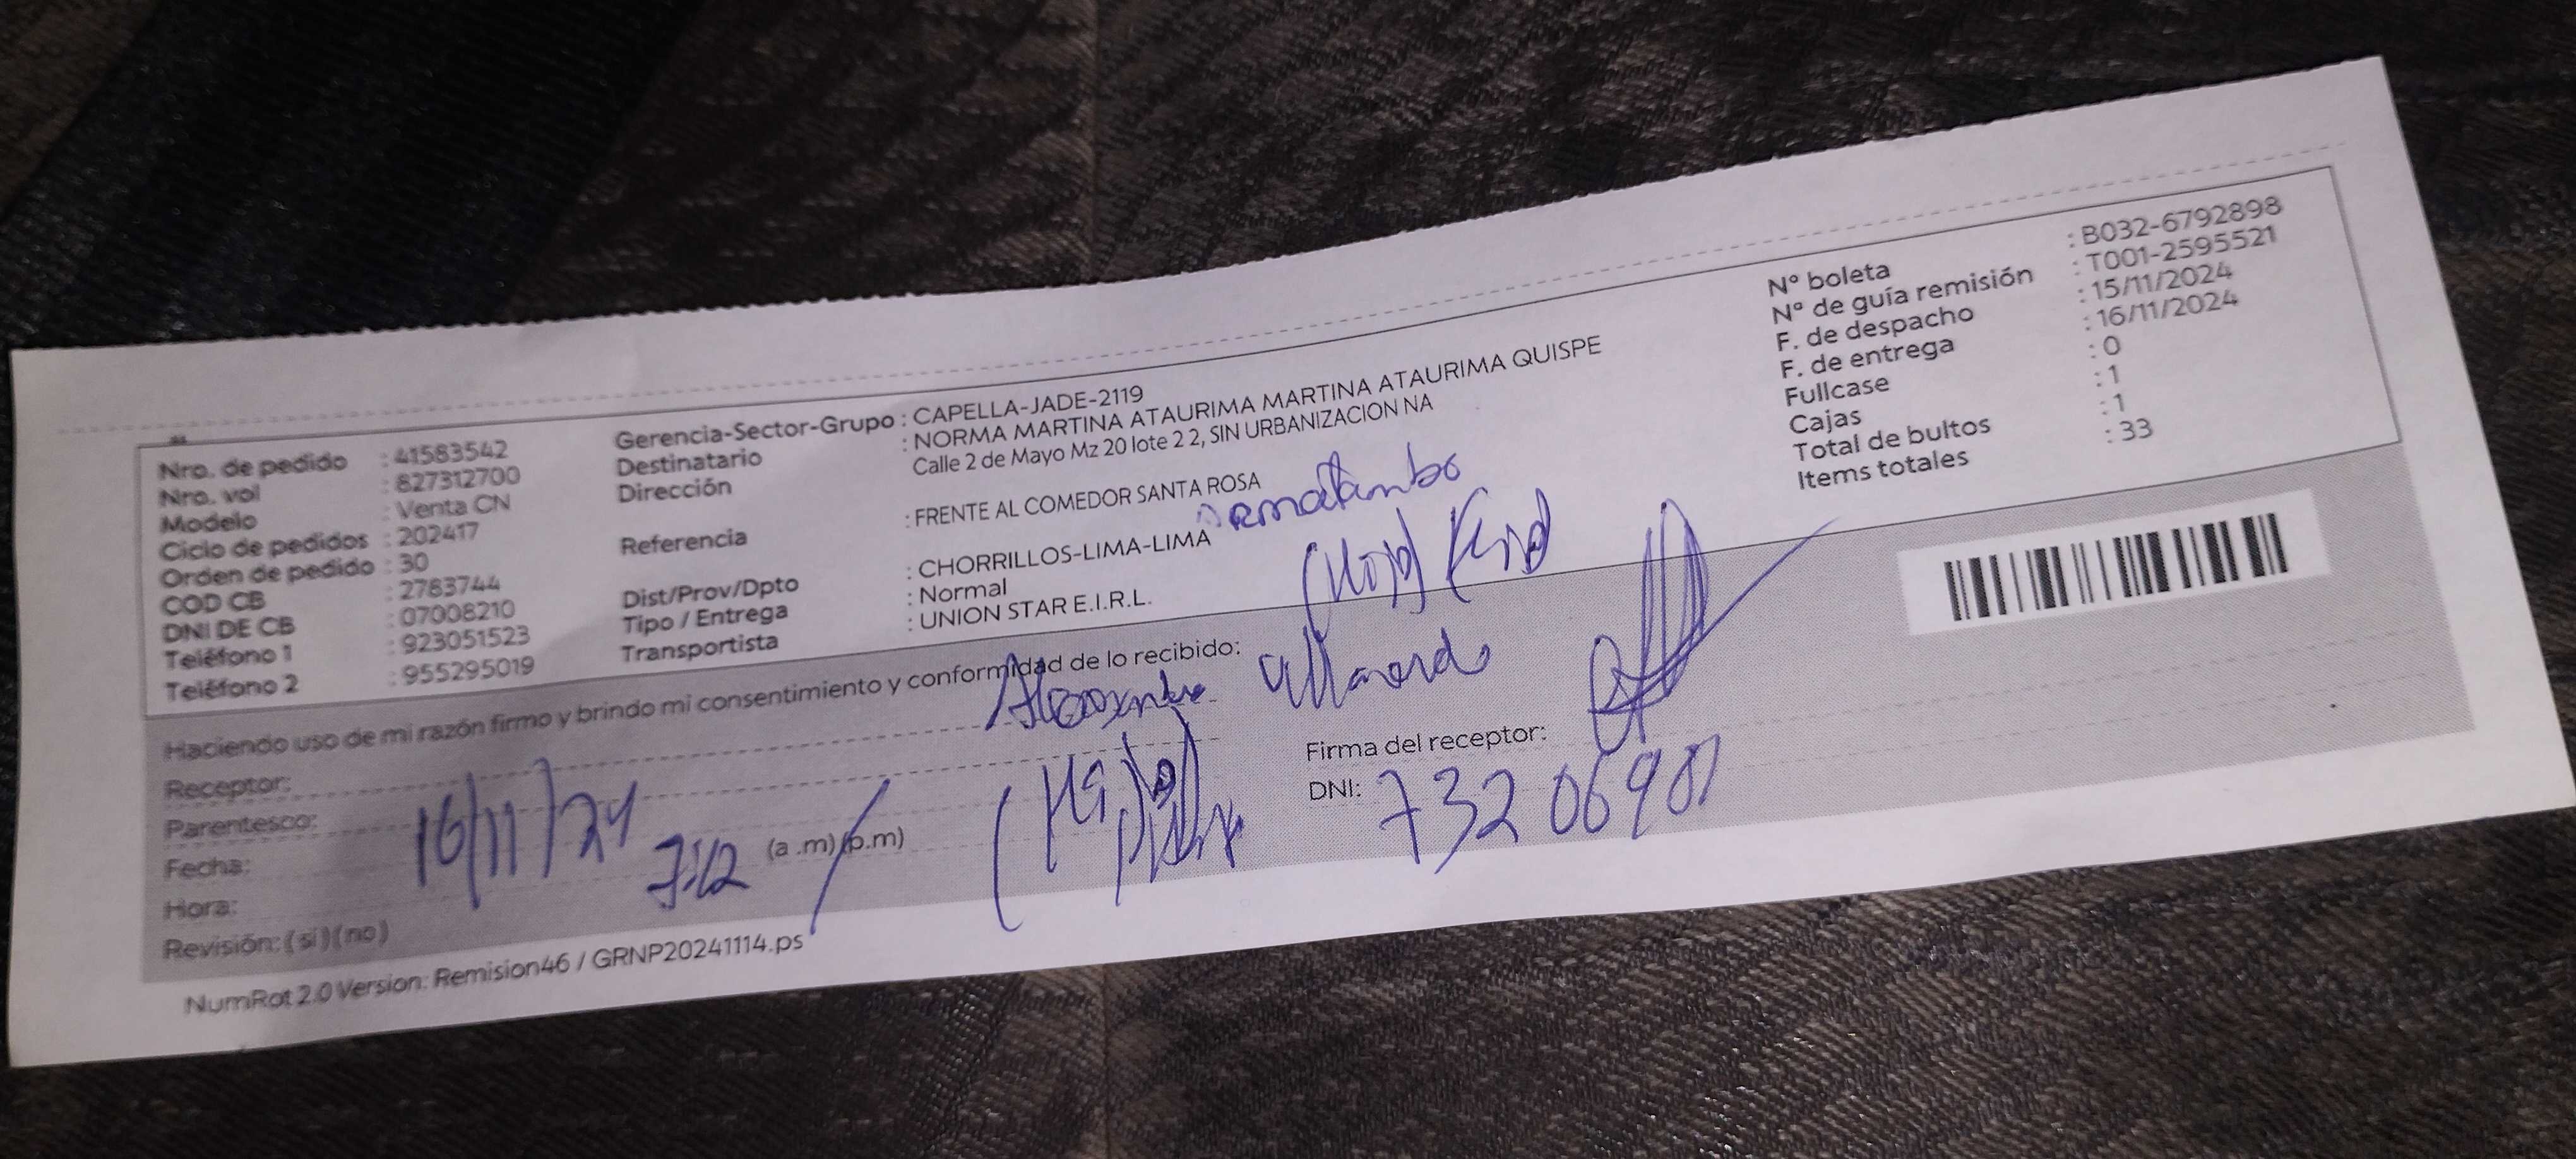 Nro. de pedido : 41583542
Nro. vol : 827312700
Modelo : Venta CN
Ciclo de pedidos : 202417
Orden de pedido : 30
COD CB : 2783744
DNI DE CB : 07008210
Teléfono 1 : 923051523
Teléfono 2 : 955295019
Gerencia-Sector-Grupo : CAPELLA-JADE-2119
Destinatario : NORMA MARTINA ATAURIMA MARTINA ATAURIMA QUISPE
Dirección Calle 2 de Mayo Mz 20 lote 2 2, SIN URBANIZACION NA
Referencia : FRENTE AL COMEDOR SANTA ROSA
Dist/Prov/Dpto : CHORRILLOS-LIMA-LIMA
Tipo / Entrega : Normal
Transportista : UNION STAR E.I.R.L.
Nº boleta : B032-6792898
Nº de guía remisión : T001-2595521
F. de despacho : 15/11/2024
F. de entrega : 16/11/2024
Fullcase : 0
Cajas : 1
Total de bultos : 1
Items totales : 33
Armatambo
Haciendo uso de mi razón firmo y brindo mi consentimiento y conformidad de lo recibido:
Receptor:
Parentesco:
Fecha: 16/11/24
Hora: 7:12 (a .m) (p.m)
Revisión: ( si ) ( no )
Firma del receptor:
DNI:
NumRot 2.0 Version: Remision46 / GRNP20241114.ps